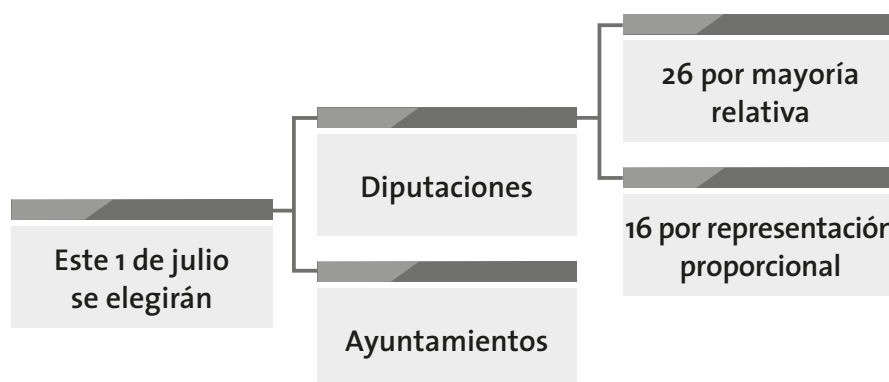 Este 1 de julio
se elegirán
Diputaciones
26 por mayoría
relativa
16 por representación
proporcional
Ayuntamientos